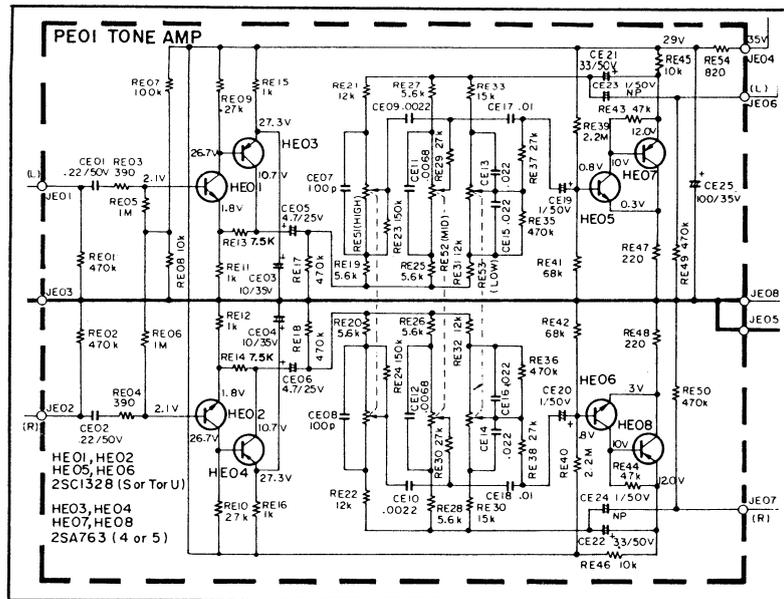 PE01 TONE AMP
29V
35V
JE04
RE54
820
CE21
33/50V
RE45
10k
CE23 1/50V
NP
(L)
JE06
RE07
100k
RE09
27k
RE15
1k
27.3V
RE21
12k
RE27
5.6k
RE33
15k
CE09 .0022
CE17 .01
RE43 47k
RE39
2.2M
12.0V
26.7V
HE03
RE29 27k
RE37 27k
10V
HE07
CE01
.22/50V
RE03
390
(L)
JE01
2.1V
HE01
10.7V
CE07
100p
CE11
.0068
CE13
.022
0.8V
HE05
CE25
100/35V
RE05
1M
1.8V
CE05
4.7/25V
RE51(HIGH)
RE23 150k
RE52(MID)
CE15 .022
CE19
1/50V
0.3V
RE13 7.5K
RE35
470k
RE01
470k
RE08 10k
RE11
1k
CE03
10/35V
RE17
470k
RE19
5.6k
RE25
5.6k
RE31 12k
RE53
(LOW)
RE41
68k
RE47
220
RE49 470k
JE03
JE08
JE05
RE02
470k
RE06
1M
RE12
1k
CE04
10/35V
RE18
470k
RE20
5.6k
RE26
5.6k
12k
RE32
RE42
68k
RE48
220
RE14 7.5K
RE04
390
1.8V
CE06
4.7/25V
RE24 150k
CE12
.0068
CE16
.022
RE36
470k
CE20
1/50V
HE06
.3V
RE50
470k
JE02
(R)
CE02
.22/50V
2.1V
HE02
10.7V
CE08
100p
CE14
.022
.8V
HE08
26.7V
HE04
RE30 27k
RE38 27k
RE40
2.2M
10V
HE01, HE02
HE05, HE06
2SC1328 (S or T or U)
27.3V
RE44
47k
12.0V
HE03, HE04
HE07, HE08
2SA763 (4 or 5)
RE10
27k
RE16
1k
RE22
12k
CE10
.0022
RE28
5.6k
CE18 .01
RE30
15k
CE24 1/50V
NP
JE07
(R)
CE22
33/50V
RE46 10k